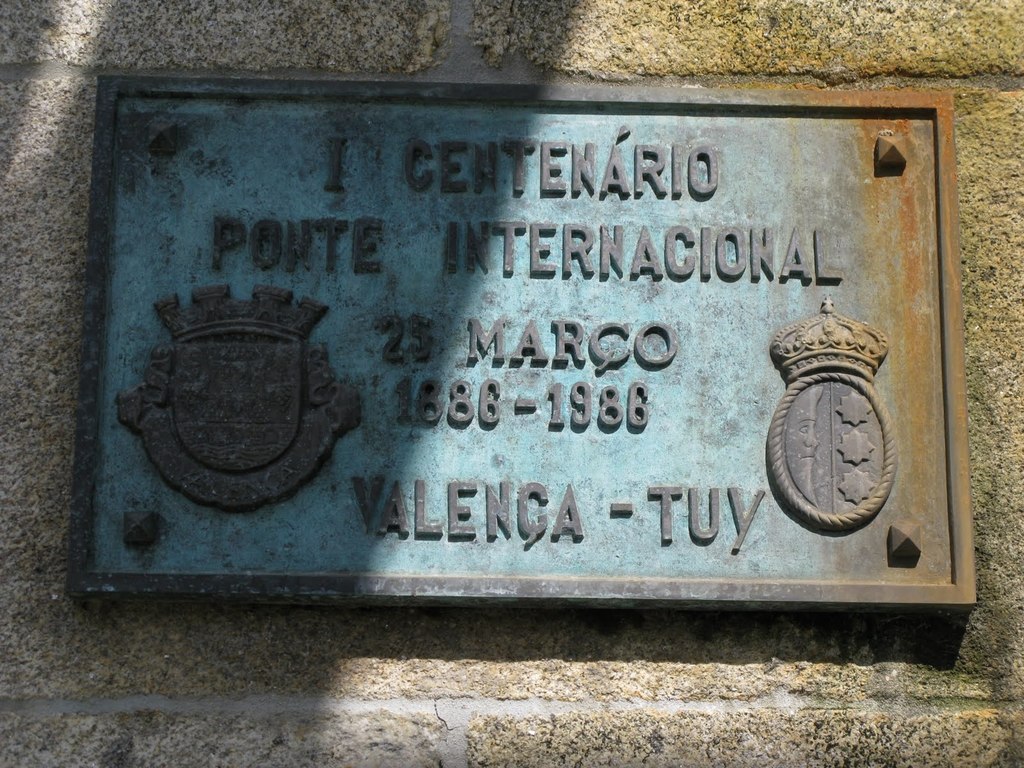 I CENTENÁRIO
PONTE INTERNACIONAL
25 MARÇO
1886-1986
VALENÇA - TUY